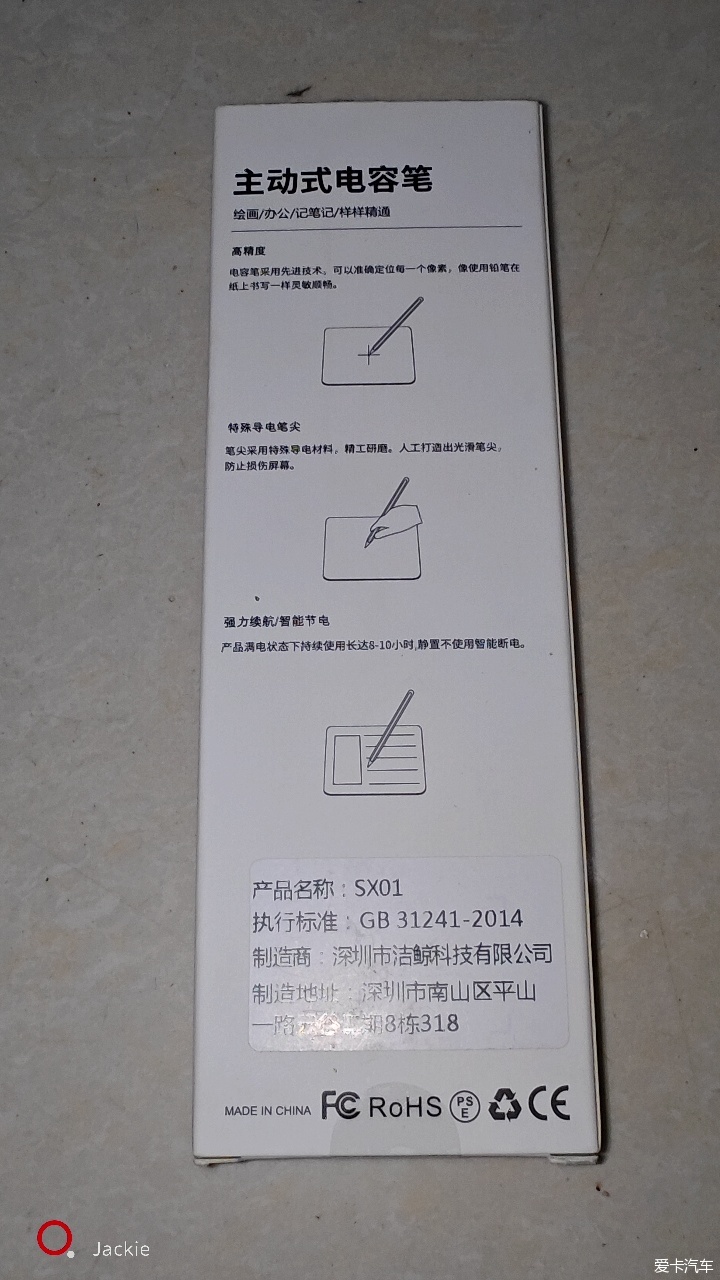 主动式电容笔
绘画/办公/记笔记/样样精通
高精度
电容笔采用先进技术，可以准确定位每一个像素，像使用铅笔在
纸上书写一样灵敏顺畅。
特殊导电笔尖
笔尖采用特殊导电材料，精工研磨。人工打造出光滑笔尖，
防止损伤屏幕。
强力续航/智能节电
产品满电状态下持续使用长达8-10小时,静置不使用智能断电。
产品名称：SX01
执行标准：GB 31241-2014
制造商：深圳市洁鲸科技有限公司
制造地址：深圳市南山区平山
一路 期8栋318
MADE IN CHINA FC RoHS PSE CE
Jackie
爱卡汽车